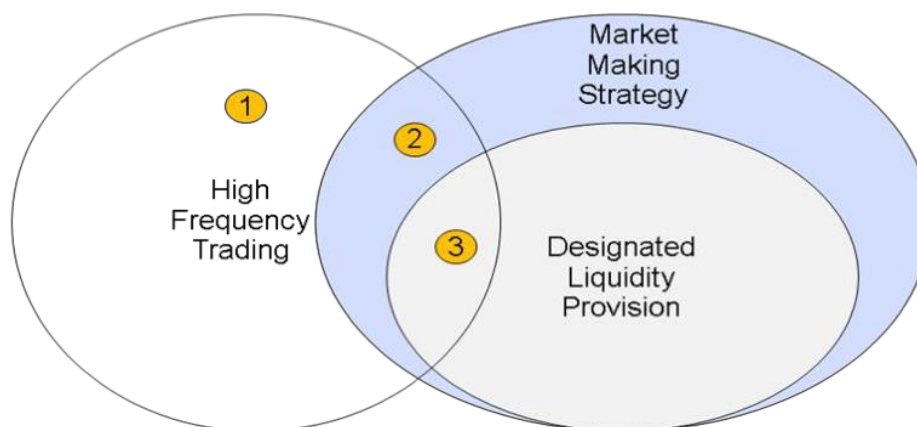 Market
Making
Strategy
1
2
High
Frequency
Trading
3
Designated
Liquidity
Provision